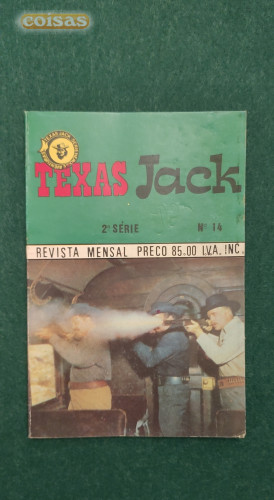 coisas
TEXAS Jack
2ª SÉRIE Nº 14
REVISTA MENSAL PREÇO 85.00 I.V.A. INC.